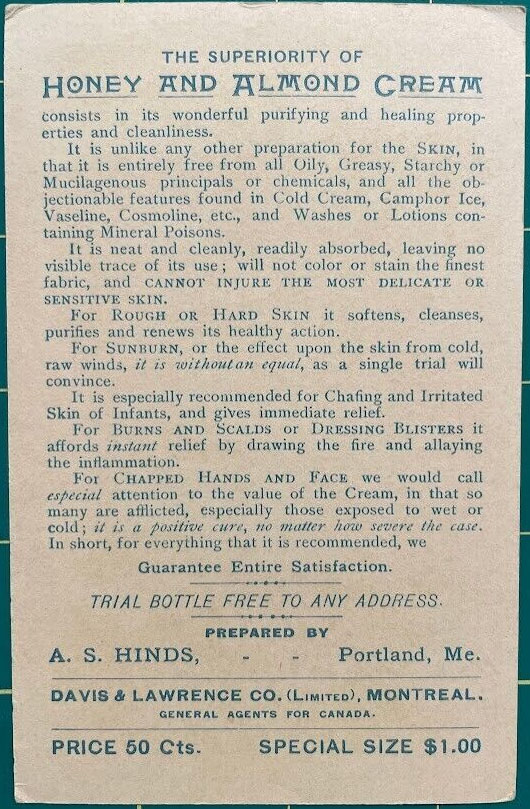 THE SUPERIORITY OF
HONEY AND ALMOND CREAM
consists in its wonderful purifying and healing prop-
erties and cleanliness.
It is unlike any other preparation for the SKIN, in
that it is entirely free from all Oily, Greasy, Starchy or
Mucilagenous principals or chemicals, and all the ob-
jectionable features found in Cold Cream, Camphor Ice,
Vaseline, Cosmoline, etc., and Washes or Lotions con-
taining Mineral Poisons.
It is neat and cleanly, readily absorbed, leaving no
visible trace of its use; will not color or stain the finest
fabric, and CANNOT INJURE THE MOST DELICATE OR
SENSITIVE SKIN.
For ROUGH OR HARD SKIN it softens, cleanses,
purifies and renews its healthy action.
For SUNBURN, or the effect upon the skin from cold,
raw winds, it is without an equal, as a single trial will
convince.
It is especially recommended for Chafing and Irritated
Skin of Infants, and gives immediate relief.
For BURNS AND SCALDS OR DRESSING BLISTERS it
affords instant relief by drawing the fire and allaying
the inflammation.
For CHAPPED HANDS AND FACE we would call
especial attention to the value of the Cream, in that so
many are afflicted, especially those exposed to wet or
cold; it is a positive cure, no matter how severe the case.
In short, for everything that it is recommended, we
Guarantee Entire Satisfaction.
TRIAL BOTTLE FREE TO ANY ADDRESS.
PREPARED BY
A. S. HINDS, - - Portland, Me.
DAVIS & LAWRENCE CO. (LIMITED), MONTREAL.
GENERAL AGENTS FOR CANADA.
PRICE 50 Cts. SPECIAL SIZE $1.00